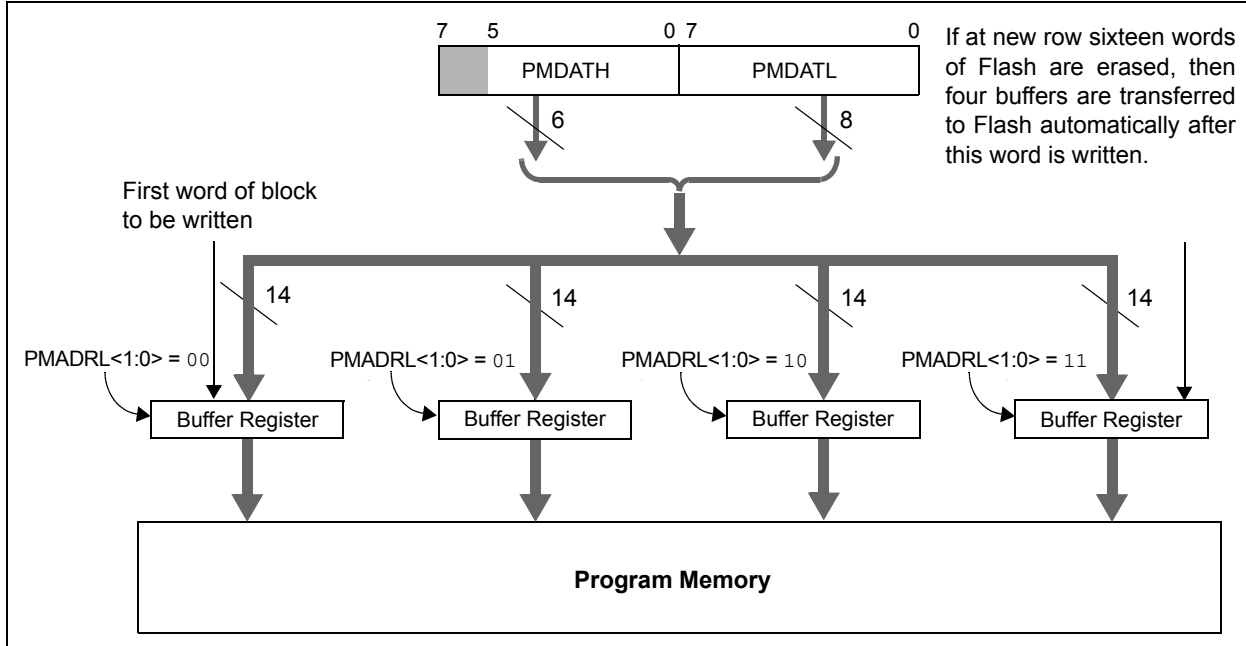 7 5 0 7 0
PMDATH PMDATL
If at new row sixteen words
of Flash are erased, then
four buffers are transferred
to Flash automatically after
this word is written.
6 8
First word of block
to be written
14 14 14 14
PMADRL<1:0> = 00 PMADRL<1:0> = 01 PMADRL<1:0> = 10 PMADRL<1:0> = 11
Buffer Register Buffer Register Buffer Register Buffer Register
Program Memory